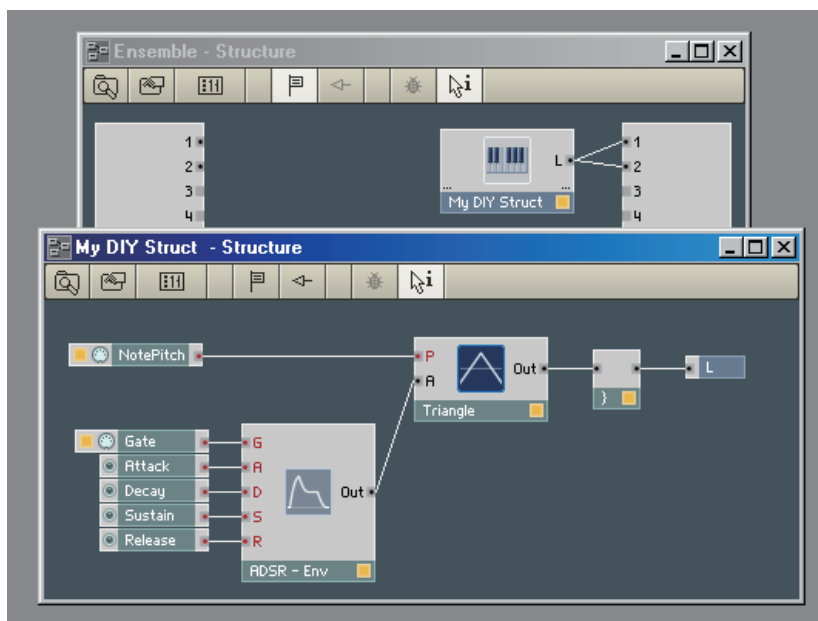 Ensemble - Structure
1
2
3
4
L
My DIY Struct
1
2
3
4
My DIY Struct - Structure
NotePitch
P
A
Out
Triangle
}
L
Gate
Attack
Decay
Sustain
Release
G
A
D
S
R
Out
ADSR - Env